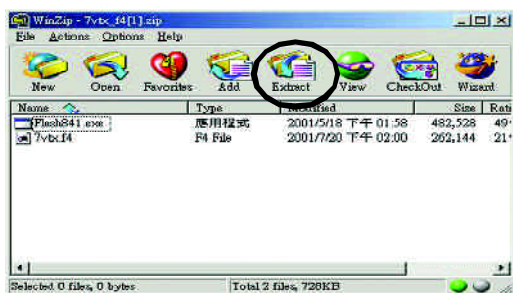 WinZip - 7vtx_f4[1].zip
File Actions Options Help
New Open Favorites Add Extract View CheckOut Wizard
Name Type Modified Size Rati
Flash841.exe 應用程式 2001/5/18 下午 01:58 482,528 49
7vtx.f4 F4 File 2001/7/20 下午 02:00 262,144 21
Selected 0 files, 0 bytes Total 2 files, 728KB